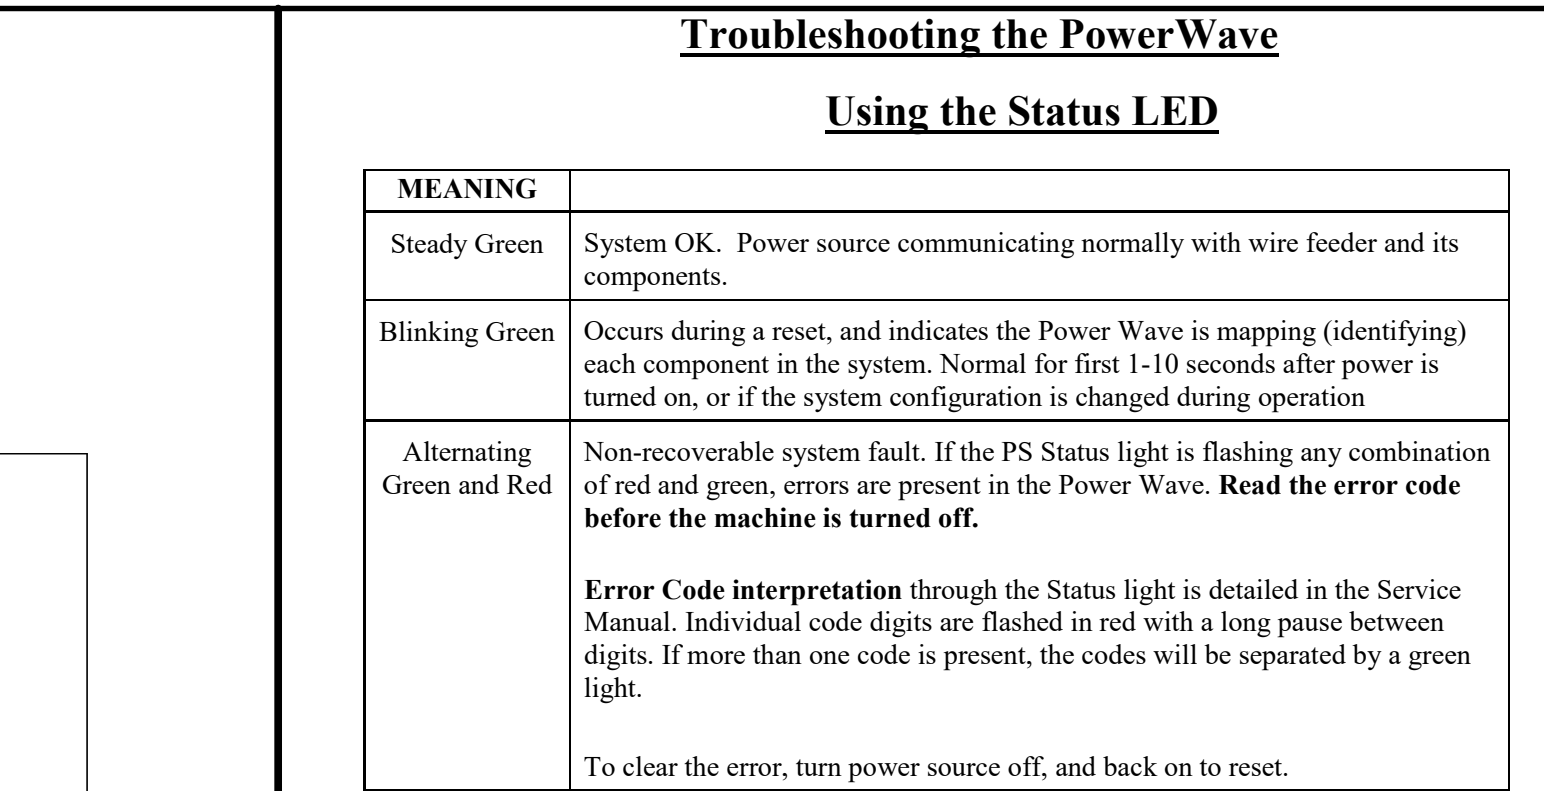 Troubleshooting the PowerWave
Using the Status LED
MEANING
Steady Green
System OK.  Power source communicating normally with wire feeder and its
components.
Blinking Green
Occurs during a reset, and indicates the Power Wave is mapping (identifying)
each component in the system. Normal for first 1-10 seconds after power is
turned on, or if the system configuration is changed during operation
Alternating
Green and Red
Non-recoverable system fault. If the PS Status light is flashing any combination
of red and green, errors are present in the Power Wave. Read the error code
before the machine is turned off.
Error Code interpretation through the Status light is detailed in the Service
Manual. Individual code digits are flashed in red with a long pause between
digits. If more than one code is present, the codes will be separated by a green
light.
To clear the error, turn power source off, and back on to reset.